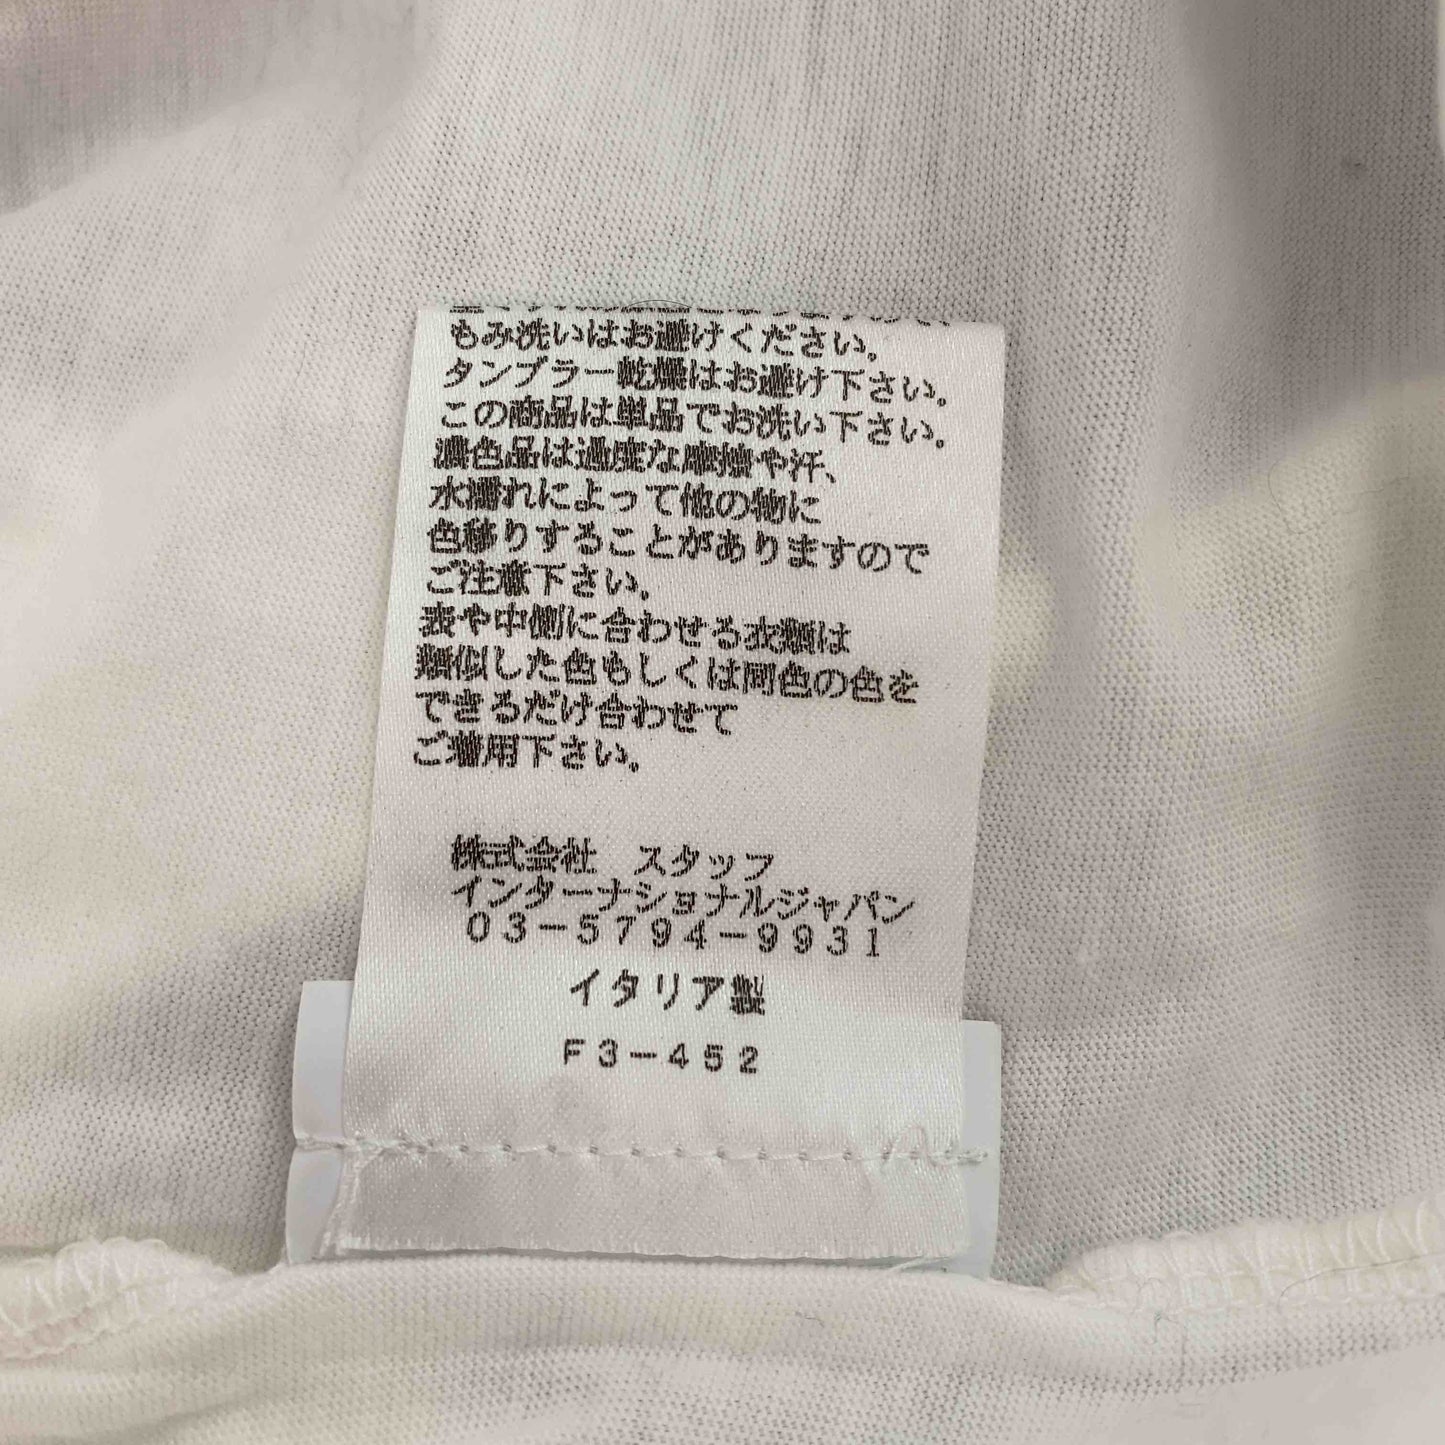 もみ洗いはお避けください。
タンブラー乾燥はお避け下さい。
この商品は単品でお洗い下さい。
濃色品は過度な摩擦や汗、
水濡れによって他の物に
色移りすることがありますので
ご注意下さい。
表や中側に合わせる衣類は
類似した色もしくは同色の色を
できるだけ合わせて
ご着用下さい。
株式会社 スタッフ
インターナショナルジャパン
03-5794-9931
イタリア製
F3-452